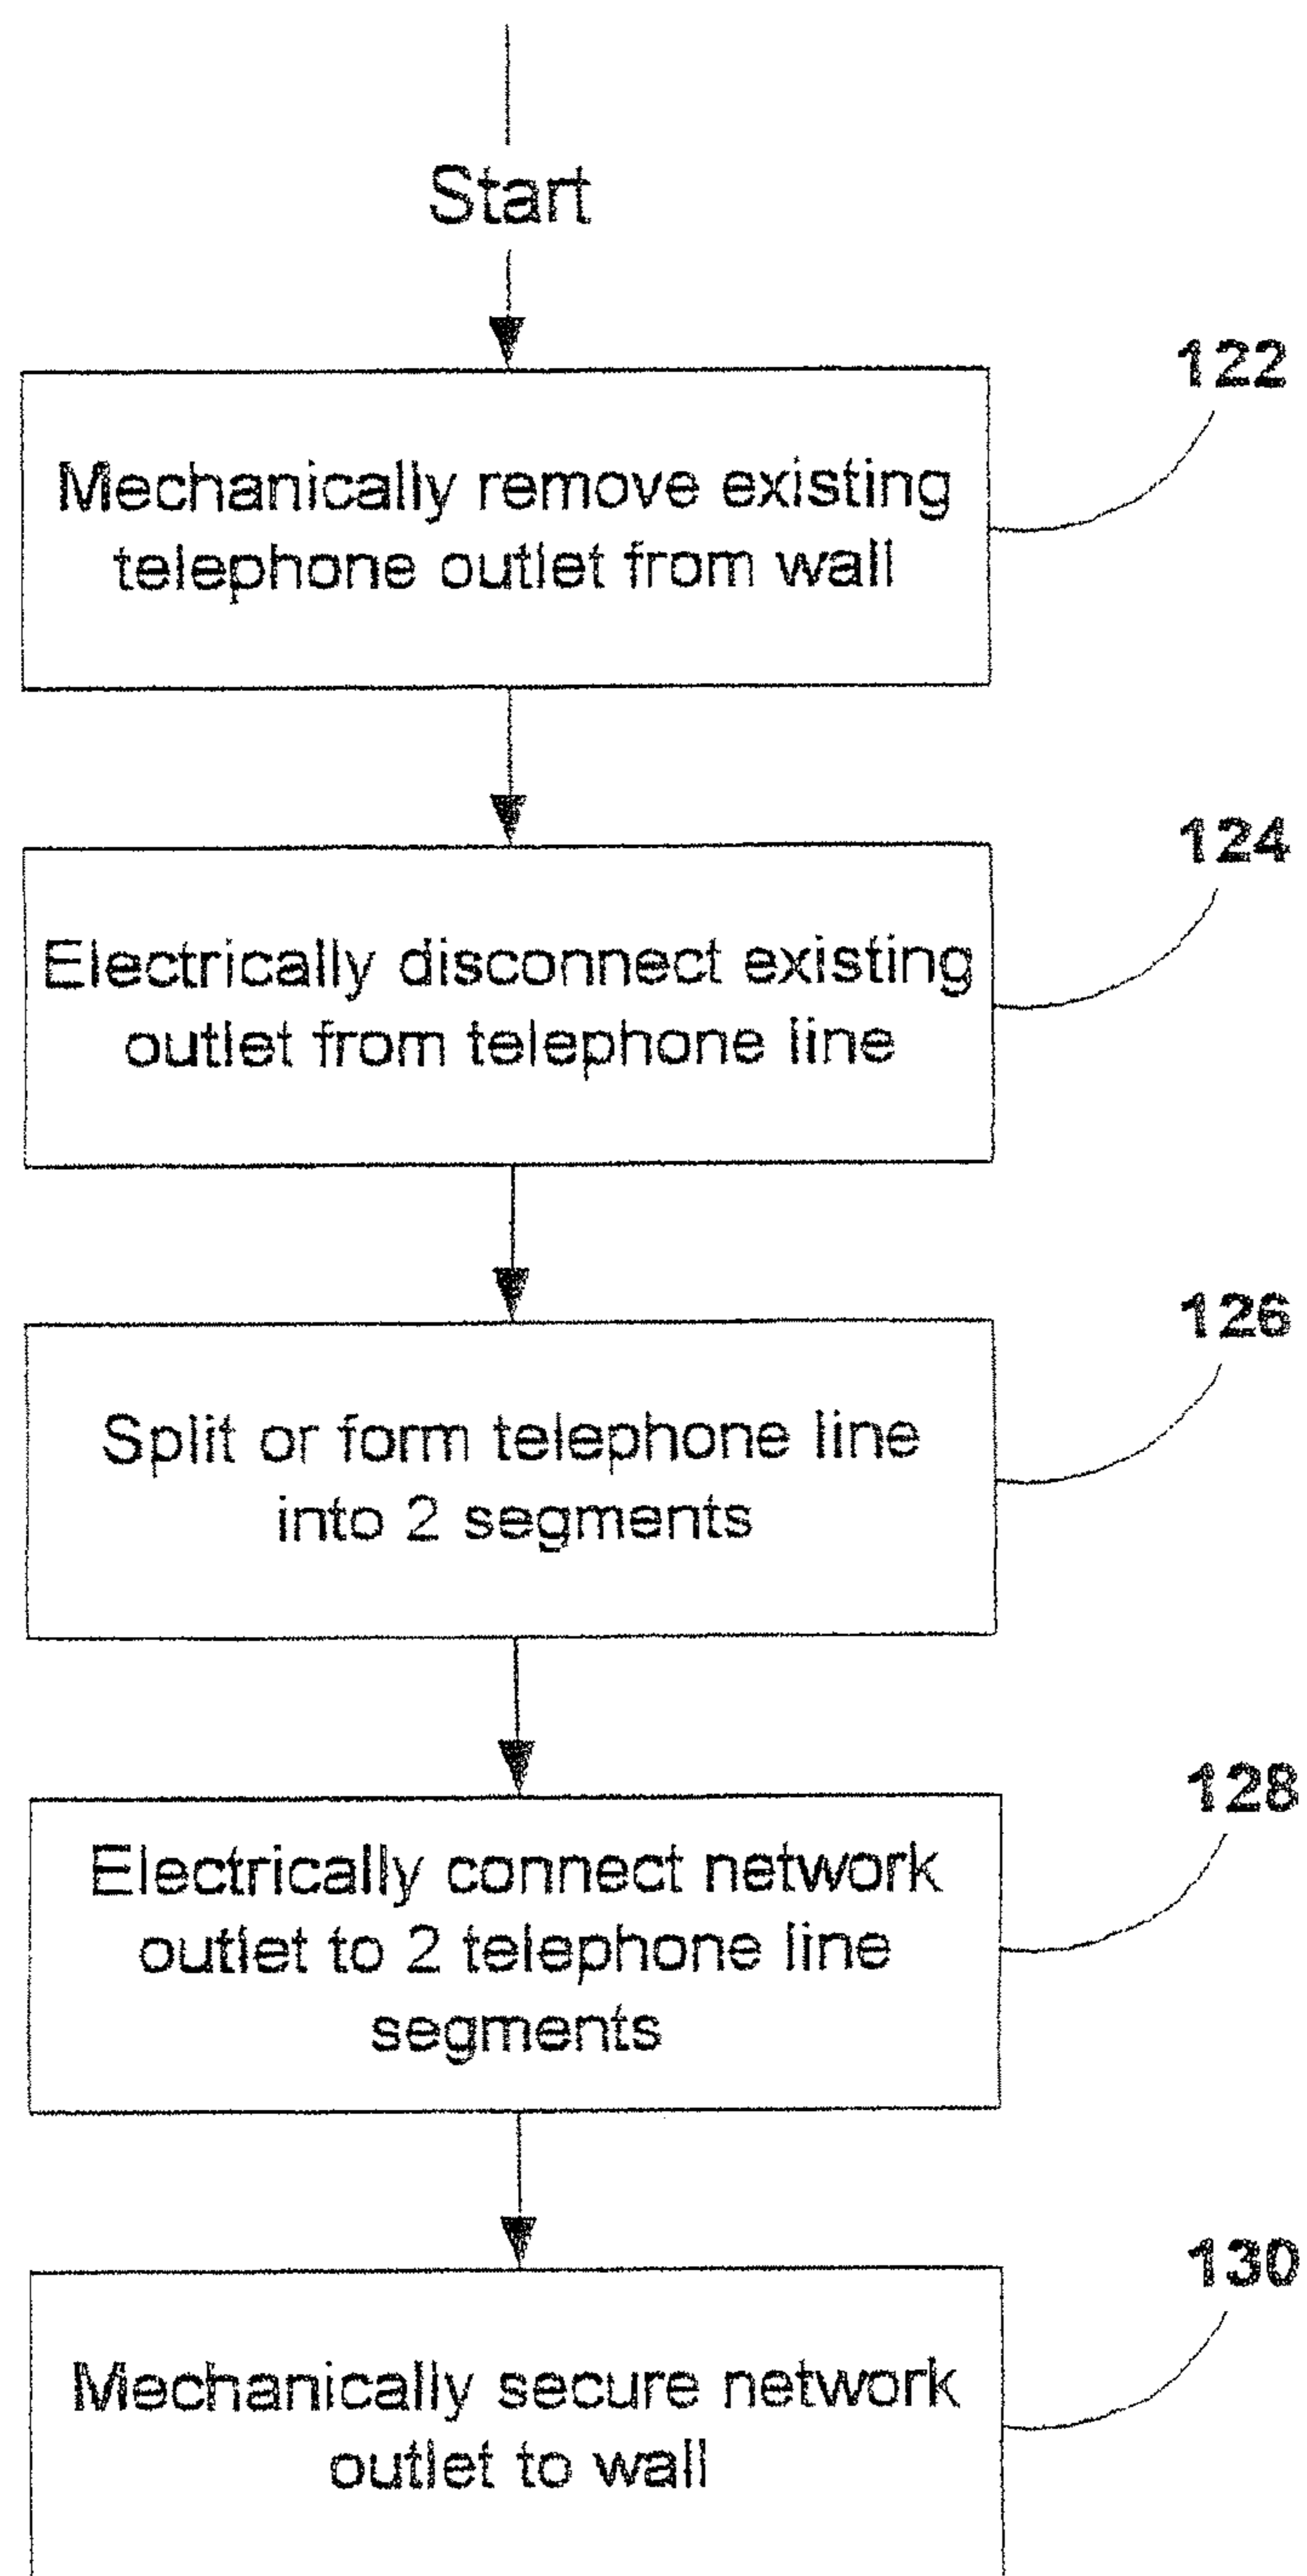 Start
122
Mechanically remove existing
telephone outlet from wall
124
Electrically disconnect existing
outlet from telephone line
126
Split or form telephone line
into 2 segments
128
Electrically connect network
outlet to 2 telephone line
segments
130
Mechanically secure network
outlet to wall